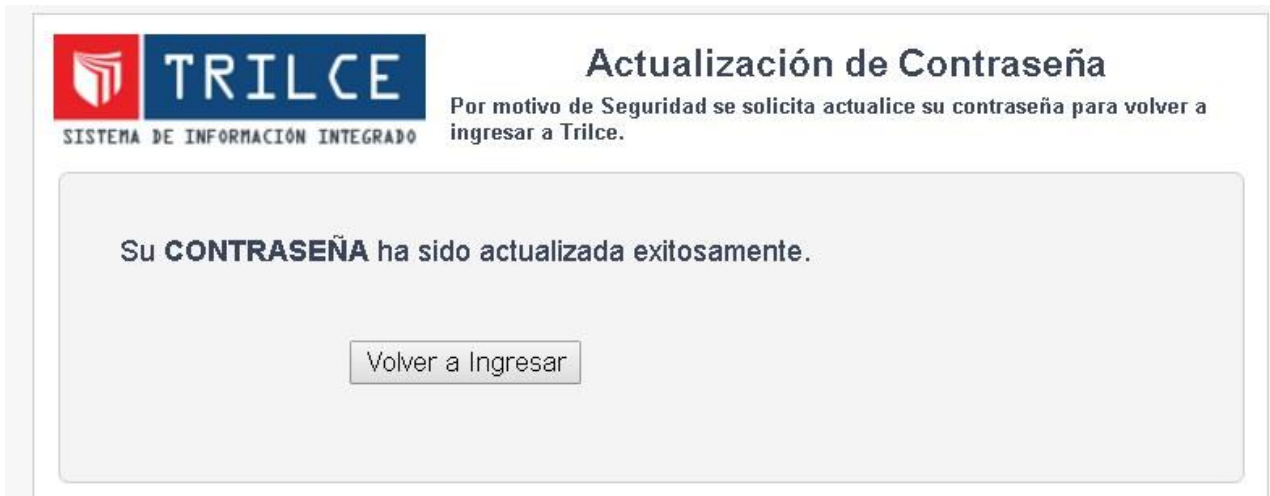 TRILCE
SISTEMA DE INFORMACIÓN INTEGRADO
Actualización de Contraseña
Por motivo de Seguridad se solicita actualice su contraseña para volver a
ingresar a Trilce.
Su CONTRASEÑA ha sido actualizada exitosamente.
Volver a Ingresar